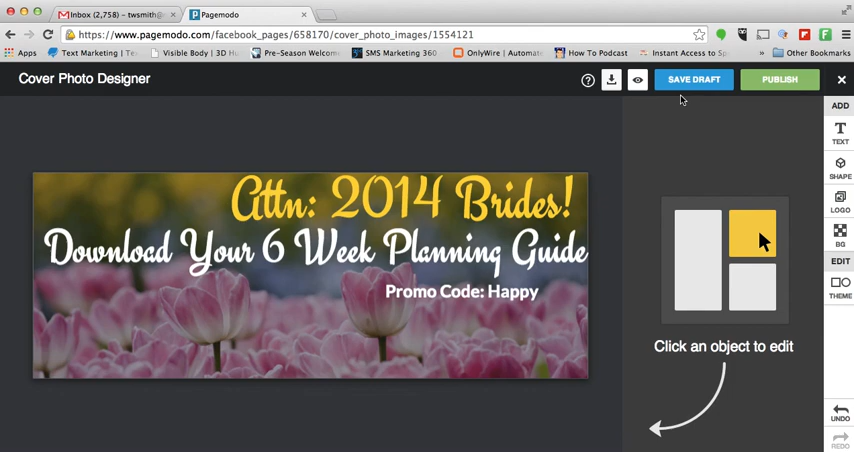 Inbox (2,758) – twsmith@
Pagemodo
https://www.pagemodo.com/facebook_pages/658170/cover_photo_images/1554121
Apps
Text Marketing | Tex
Visible Body | 3D Hu
Pre-Season Welcome
SMS Marketing 360
OnlyWire | Automate
How To Podcast
Instant Access to Sp
» Other Bookmarks
Cover Photo Designer
?
SAVE DRAFT
PUBLISH
ADD
TEXT
SHAPE
LOGO
BG
EDIT
THEME
Attn: 2014 Brides!
Download Your 6 Week Planning Guide
Promo Code: Happy
Click an object to edit
UNDO
REDO